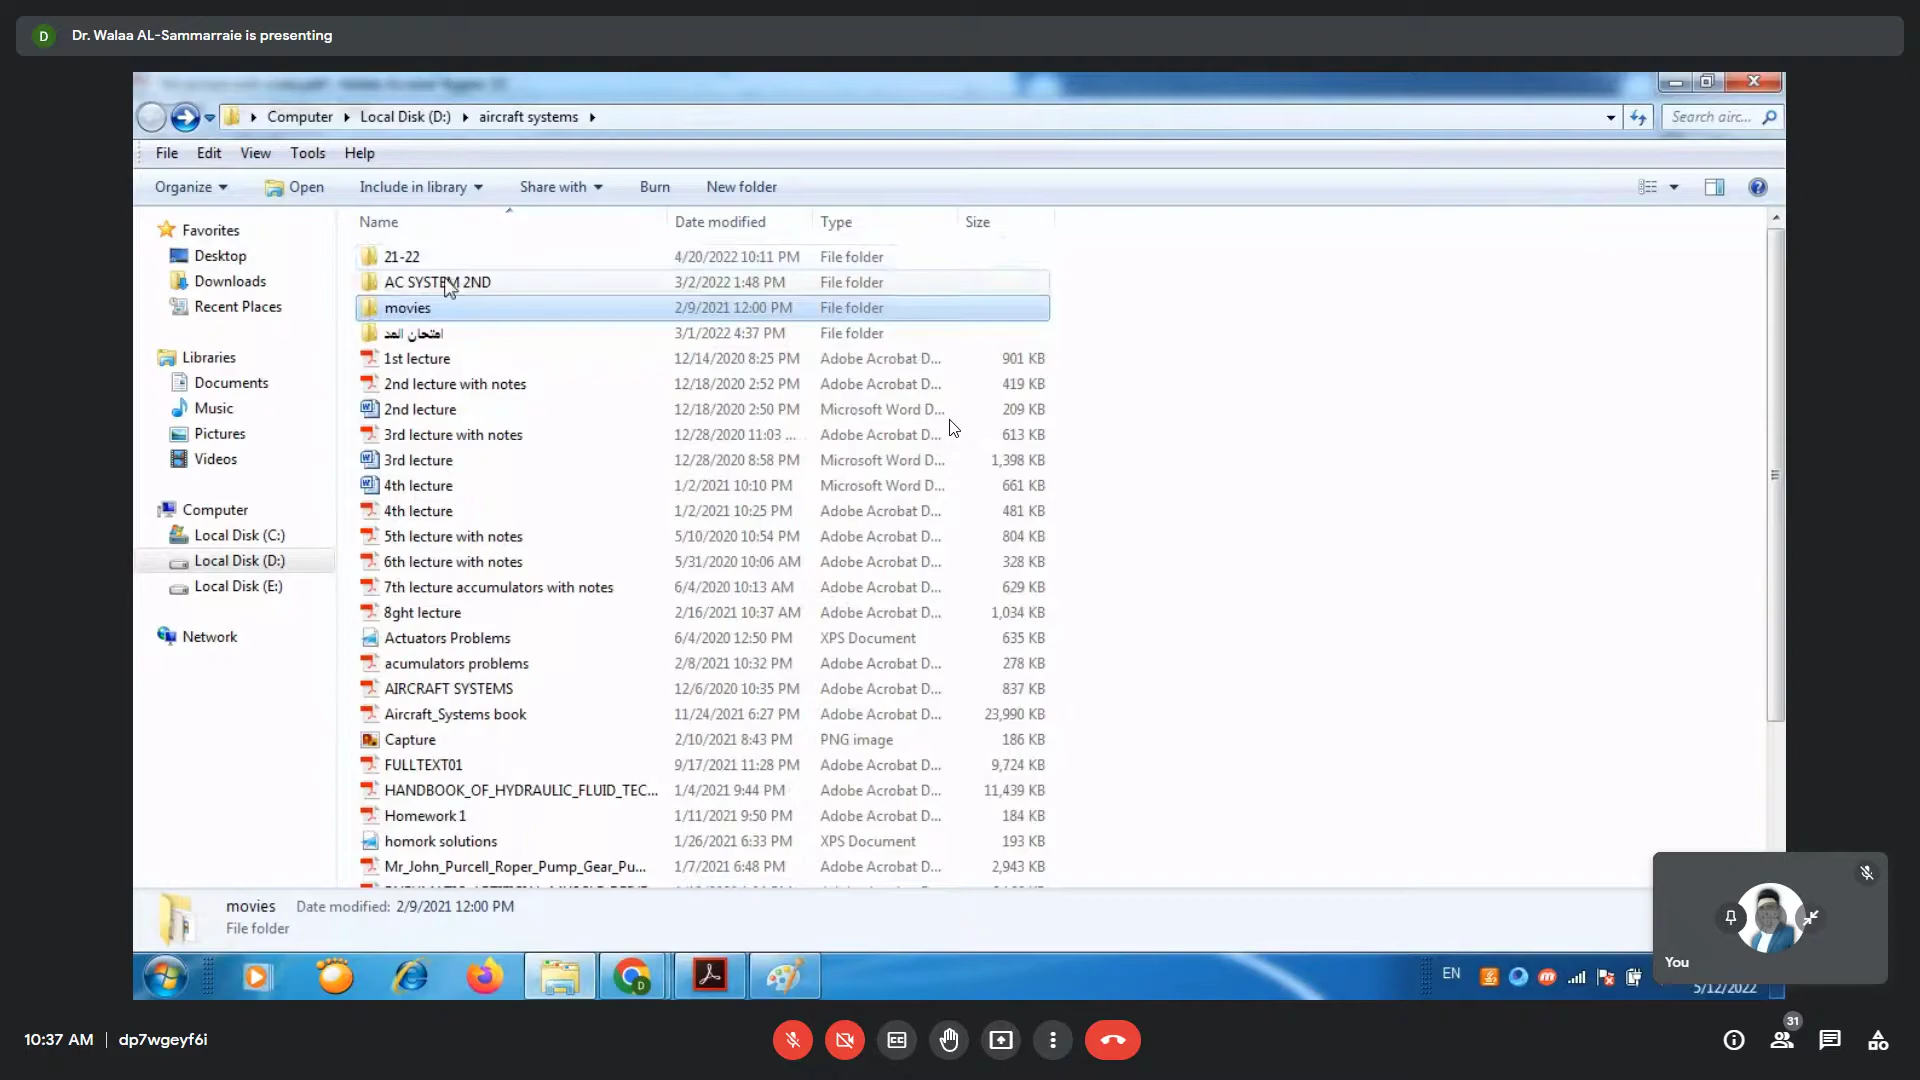 D Dr. Walaa AL-Sammarraie is presenting
Computer Local Disk (D:) aircraft systems
Search airc...
File Edit View Tools Help
Organize Open Include in library Share with Burn New folder
Name Date modified Type Size
Favorites
Desktop
Downloads
Recent Places
Libraries
Documents
Music
Pictures
Videos
Computer
Local Disk (C:)
Local Disk (D:)
Local Disk (E:)
Network
21-22 4/20/2022 10:11 PM File folder
AC SYSTEM 2ND 3/2/2022 1:48 PM File folder
movies 2/9/2021 12:00 PM File folder
امتحان الغد 3/1/2022 4:37 PM File folder
1st lecture 12/14/2020 8:25 PM Adobe Acrobat D... 901 KB
2nd lecture with notes 12/18/2020 2:52 PM Adobe Acrobat D... 419 KB
2nd lecture 12/18/2020 2:50 PM Microsoft Word D... 209 KB
3rd lecture with notes 12/28/2020 11:03 ... Adobe Acrobat D... 613 KB
3rd lecture 12/28/2020 8:58 PM Microsoft Word D... 1,398 KB
4th lecture 1/2/2021 10:10 PM Microsoft Word D... 661 KB
4th lecture 1/2/2021 10:25 PM Adobe Acrobat D... 481 KB
5th lecture with notes 5/10/2020 10:54 PM Adobe Acrobat D... 804 KB
6th lecture with notes 5/31/2020 10:06 AM Adobe Acrobat D... 328 KB
7th lecture accumulators with notes 6/4/2020 10:13 AM Adobe Acrobat D... 629 KB
8ght lecture 2/16/2021 10:37 AM Adobe Acrobat D... 1,034 KB
Actuators Problems 6/4/2020 12:50 PM XPS Document 635 KB
acumulators problems 2/8/2021 10:32 PM Adobe Acrobat D... 278 KB
AIRCRAFT SYSTEMS 12/6/2020 10:35 PM Adobe Acrobat D... 837 KB
Aircraft_Systems book 11/24/2021 6:27 PM Adobe Acrobat D... 23,990 KB
Capture 2/10/2021 8:43 PM PNG image 186 KB
FULLTEXT01 9/17/2021 11:28 PM Adobe Acrobat D... 9,724 KB
HANDBOOK_OF_HYDRAULIC_FLUID_TEC... 1/4/2021 9:44 PM Adobe Acrobat D... 11,439 KB
Homework 1 1/11/2021 9:50 PM Adobe Acrobat D... 184 KB
homork solutions 1/26/2021 6:33 PM XPS Document 193 KB
Mr_John_Purcell_Roper_Pump_Gear_Pu... 1/7/2021 6:48 PM Adobe Acrobat D... 2,943 KB
movies Date modified: 2/9/2021 12:00 PM
File folder
You
EN
5/12/2022
D
10:37 AM dp7wgeyf6i
31